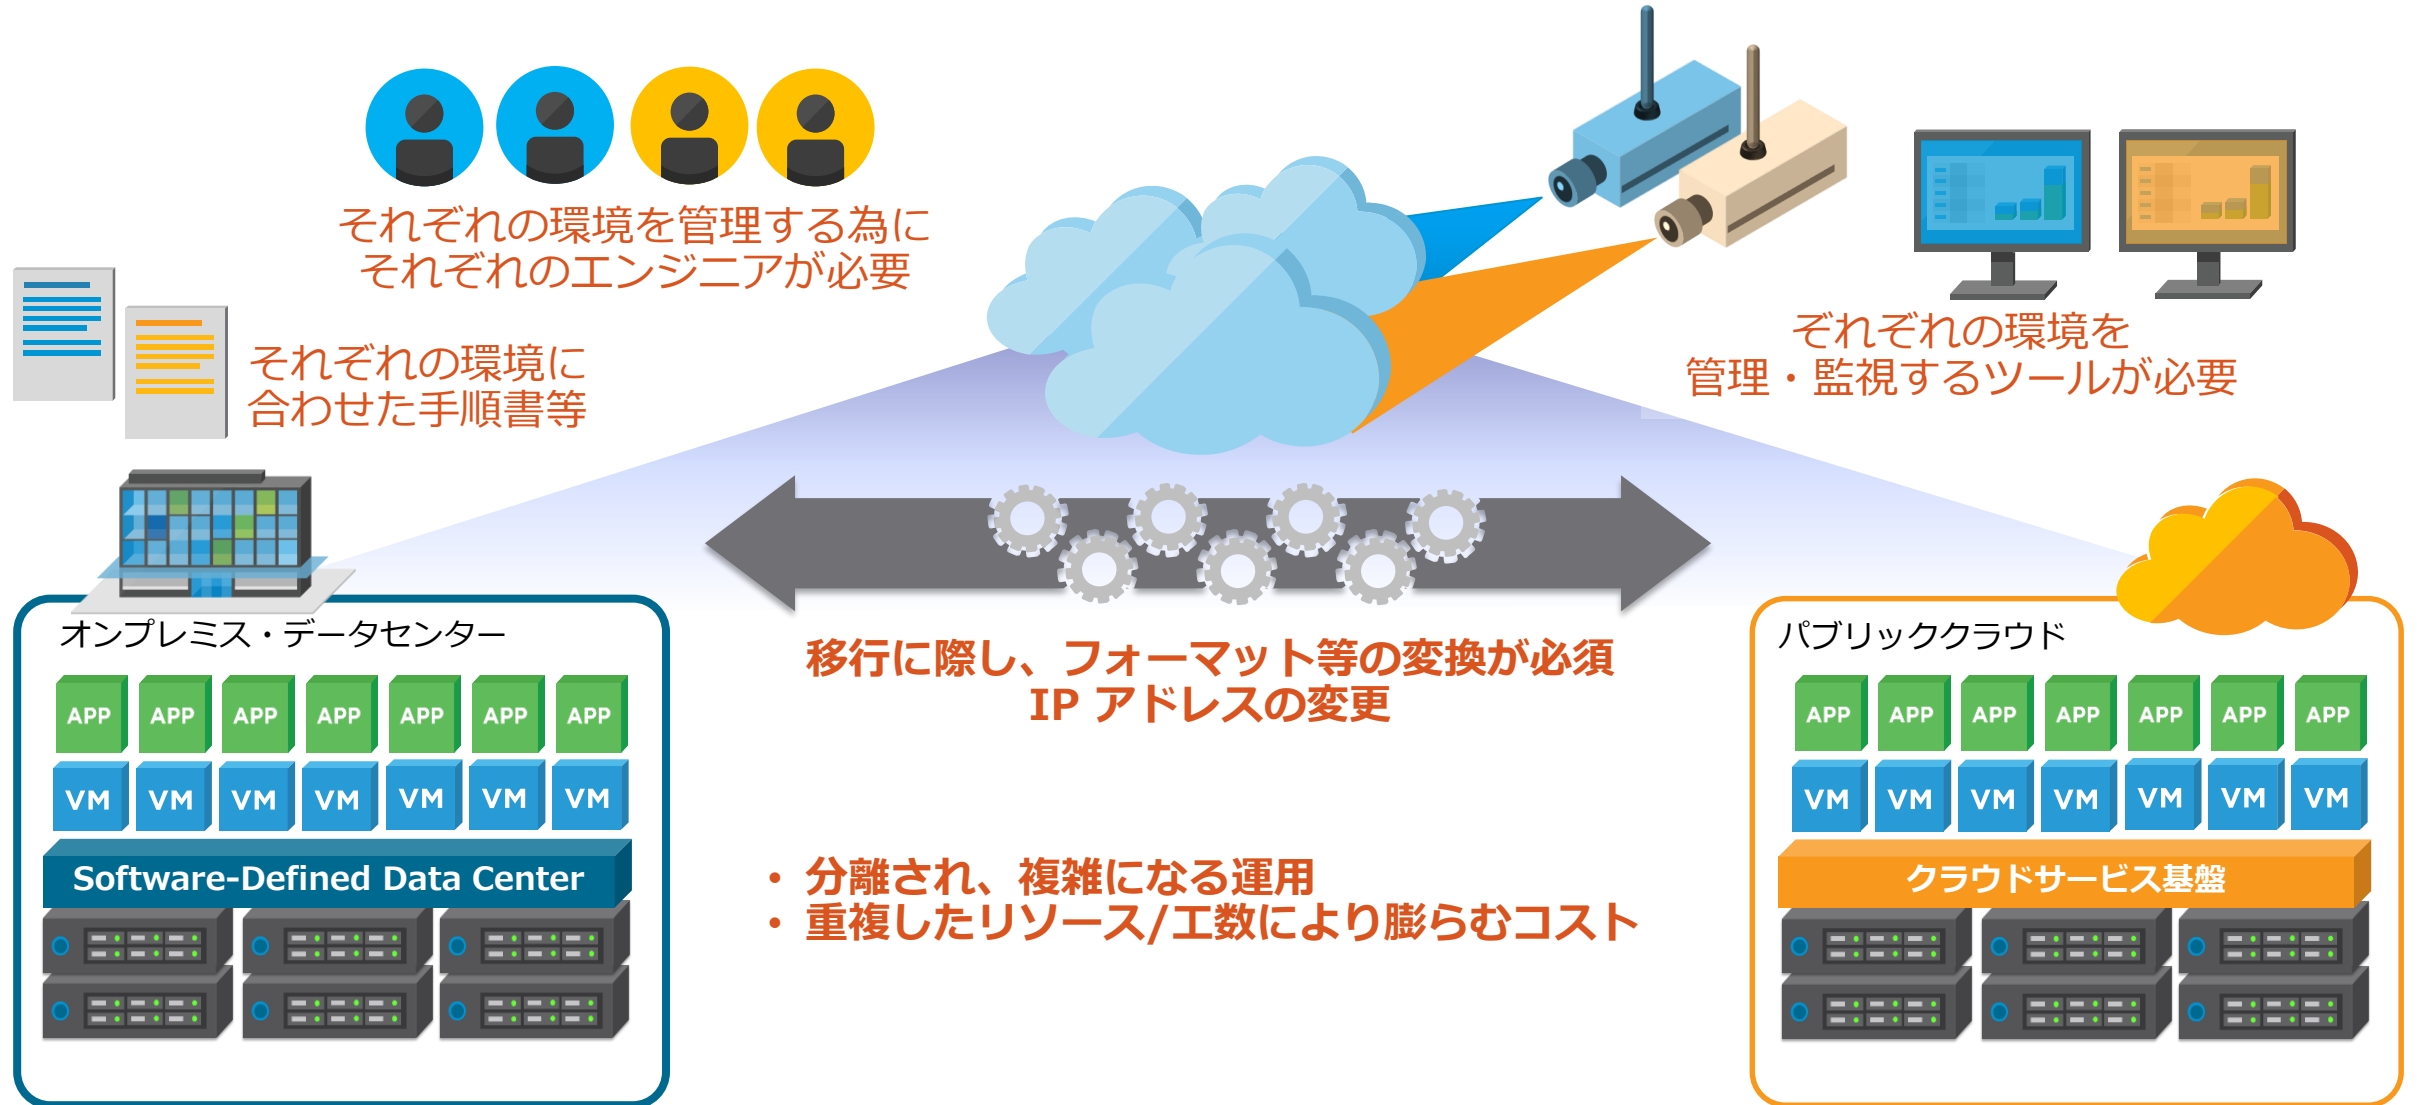 それぞれの環境を管理する為に
それぞれのエンジニアが必要
それぞれの環境に
合わせた手順書等
ぞれぞれの環境を
管理・監視するツールが必要
移行に際し、フォーマット等の変換が必須
IP アドレスの変更
• 分離され、複雑になる運用
• 重複したリソース/工数により膨らむコスト
オンプレミス・データセンター
APP APP APP APP APP APP APP
VM VM VM VM VM VM VM
Software-Defined Data Center
パブリッククラウド
APP APP APP APP APP APP APP
VM VM VM VM VM VM VM
クラウドサービス基盤